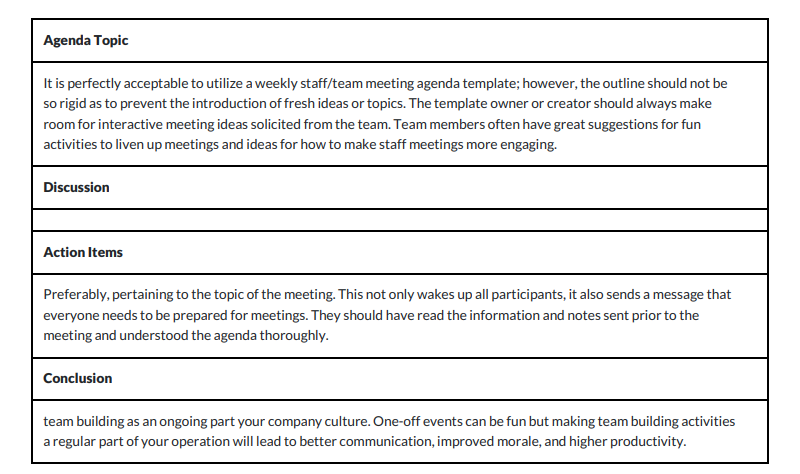 Agenda Topic
It is perfectly acceptable to utilize a weekly staff/team meeting agenda template; however, the outline should not be
so rigid as to prevent the introduction of fresh ideas or topics. The template owner or creator should always make
room for interactive meeting ideas solicited from the team. Team members often have great suggestions for fun
activities to liven up meetings and ideas for how to make staff meetings more engaging.
Discussion
Action Items
Preferably, pertaining to the topic of the meeting. This not only wakes up all participants, it also sends a message that
everyone needs to be prepared for meetings. They should have read the information and notes sent prior to the
meeting and understood the agenda thoroughly.
Conclusion
team building as an ongoing part your company culture. One-off events can be fun but making team building activities
a regular part of your operation will lead to better communication, improved morale, and higher productivity.